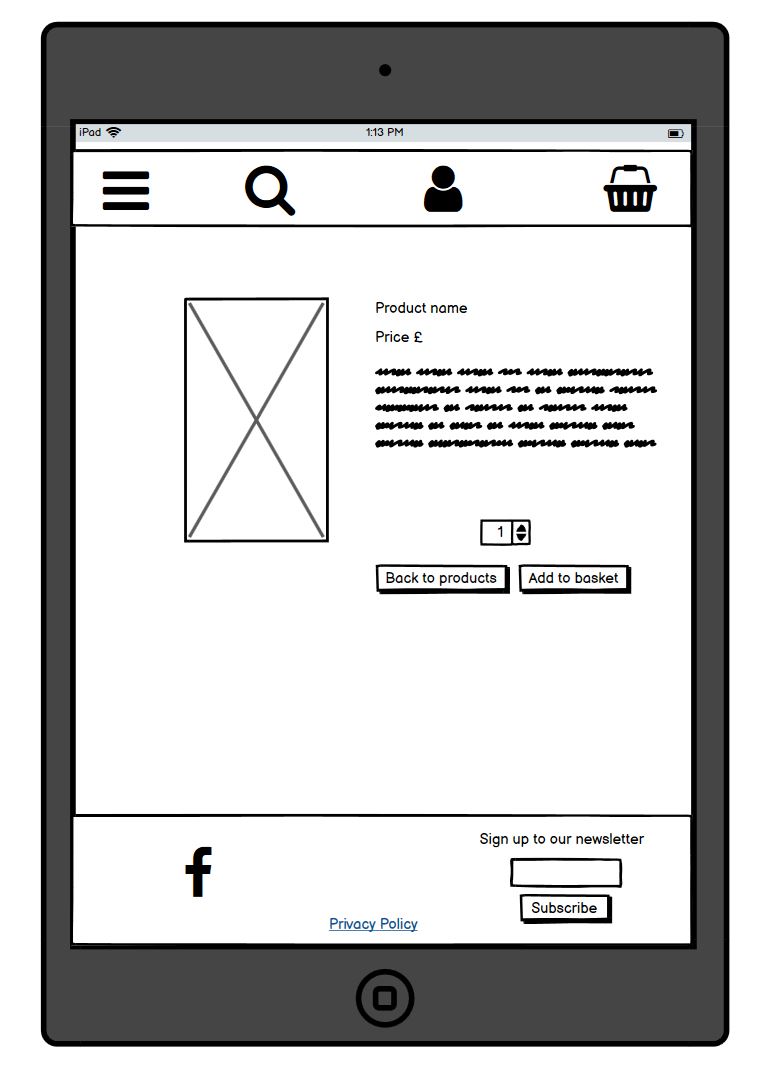 iPad 1:13 PM
Product name
Price £
1
Back to products Add to basket
Sign up to our newsletter
Subscribe
Privacy Policy